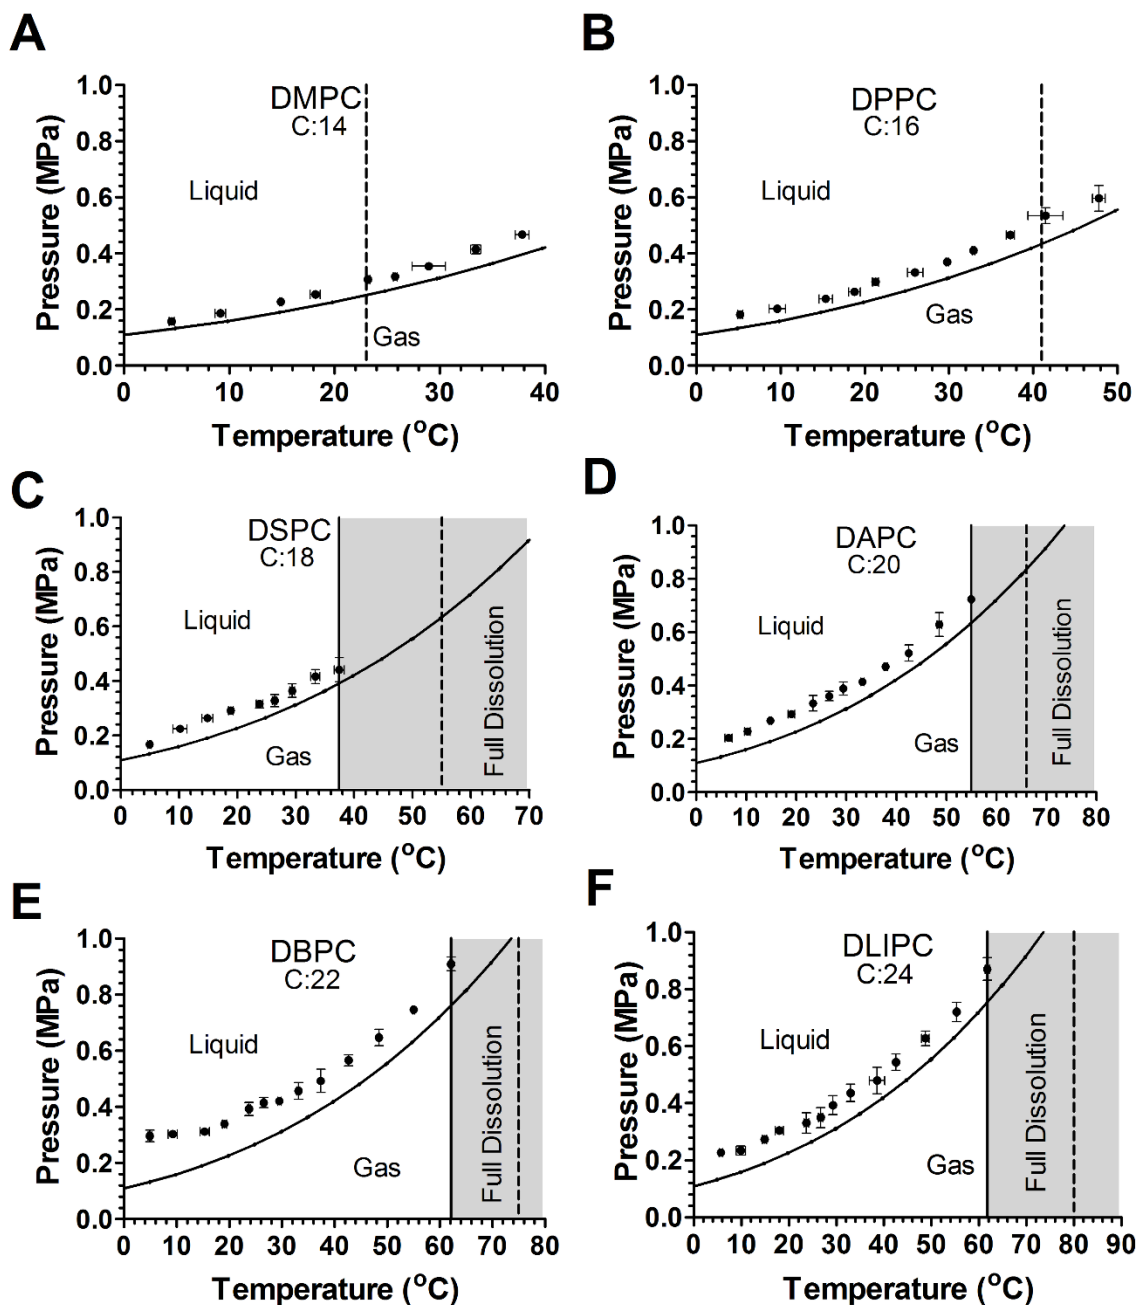 A
DMPC
C:14
Liquid
Gas
Pressure (MPa)
1.0
0.8
0.6
0.4
0.2
0.0
0 10 20 30 40
Temperature (°C)
B
DPPC
C:16
Liquid
Gas
Pressure (MPa)
1.0
0.8
0.6
0.4
0.2
0.0
0 10 20 30 40 50
Temperature (°C)
C
DSPC
C:18
Liquid
Gas
Full Dissolution
Pressure (MPa)
1.0
0.8
0.6
0.4
0.2
0.0
0 10 20 30 40 50 60 70
Temperature (°C)
D
DAPC
C:20
Liquid
Gas
Full Dissolution
Pressure (MPa)
1.0
0.8
0.6
0.4
0.2
0.0
0 10 20 30 40 50 60 70 80
Temperature (°C)
E
DBPC
C:22
Liquid
Gas
Full Dissolution
Pressure (MPa)
1.0
0.8
0.6
0.4
0.2
0.0
0 10 20 30 40 50 60 70 80
Temperature (°C)
F
DLIPC
C:24
Liquid
Gas
Full Dissolution
Pressure (MPa)
1.0
0.8
0.6
0.4
0.2
0.0
0 10 20 30 40 50 60 70 80 90
Temperature (°C)